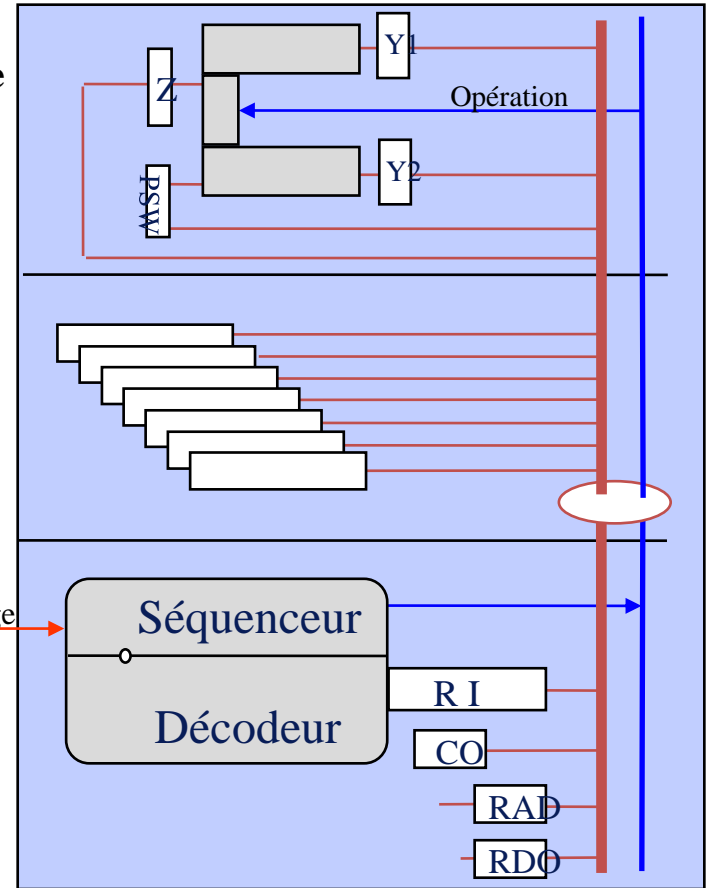 Y1
Z
Opération
Y2
PSW
Séquenceur
R I
Décodeur
CO
RAD
RDO